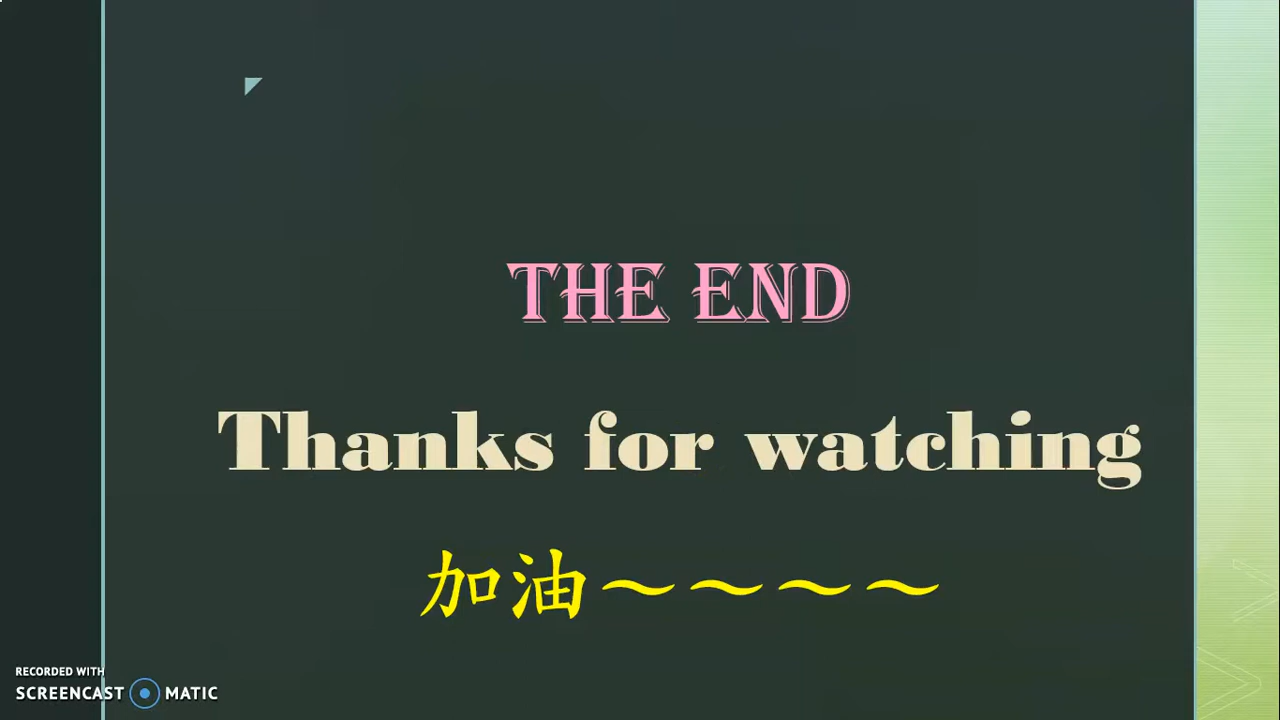 THE END
Thanks for watching
加油～～～～
RECORDED WITH
SCREENCAST MATIC